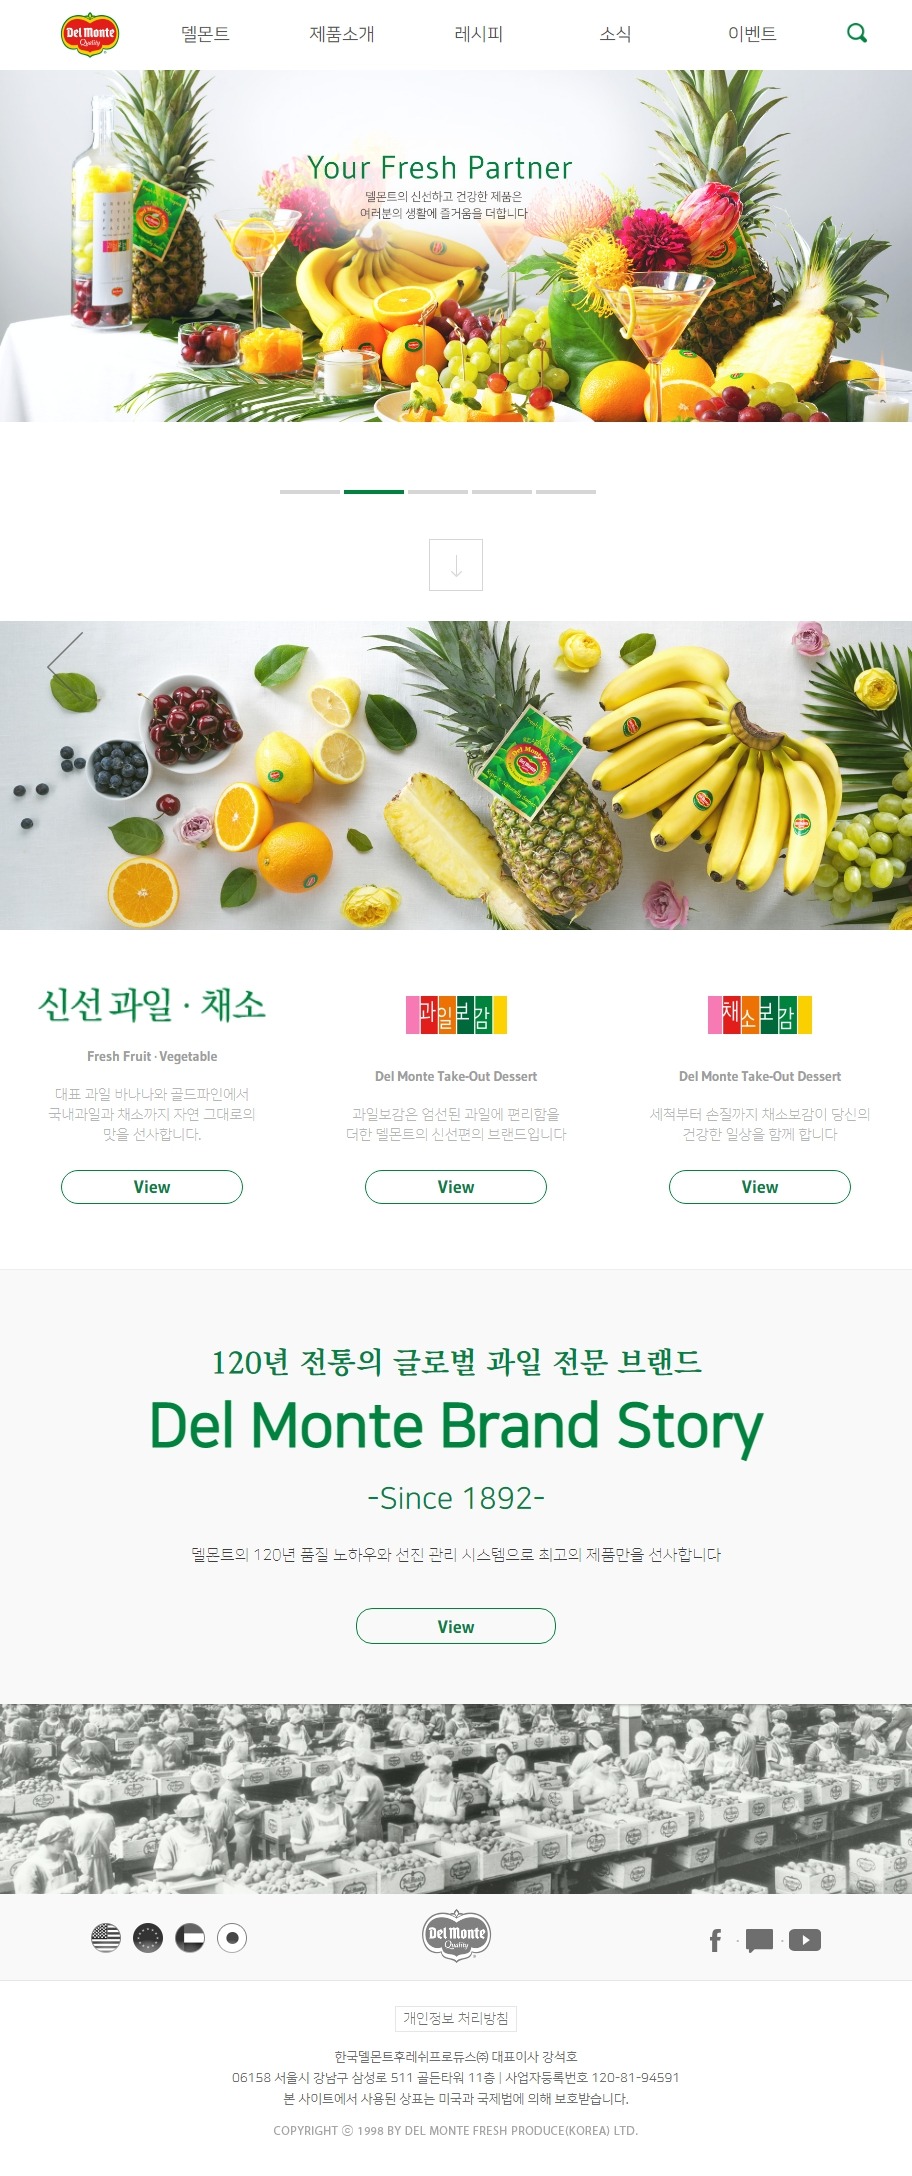 Del Monte
Quality
델몬트
제품소개
레시피
소식
이벤트
Your Fresh Partner
델몬트의 신선하고 건강한 제품은
여러분의 생활에 즐거움을 더합니다
신선 과일 · 채소
Fresh Fruit · Vegetable
대표 과일 바나나와 골드파인에서
국내과일과 채소까지 자연 그대로의
맛을 선사합니다.
View
과일보감
Del Monte Take-Out Dessert
과일보감은 엄선된 과일에 편리함을
더한 델몬트의 신선편의 브랜드입니다
View
채소보감
Del Monte Take-Out Dessert
세척부터 손질까지 채소보감이 당신의
건강한 일상을 함께 합니다
View
120년 전통의 글로벌 과일 전문 브랜드
Del Monte Brand Story
-Since 1892-
델몬트의 120년 품질 노하우와 선진 관리 시스템으로 최고의 제품만을 선사합니다
View
Del Monte
Quality
개인정보 처리방침
한국델몬트후레쉬프로듀스㈜ 대표이사 강석호
06158 서울시 강남구 삼성로 511 골든타워 11층 | 사업자등록번호 120-81-94591
본 사이트에서 사용된 상표는 미국과 국제법에 의해 보호받습니다.
COPYRIGHT ⓒ 1998 BY DEL MONTE FRESH PRODUCE(KOREA) LTD.